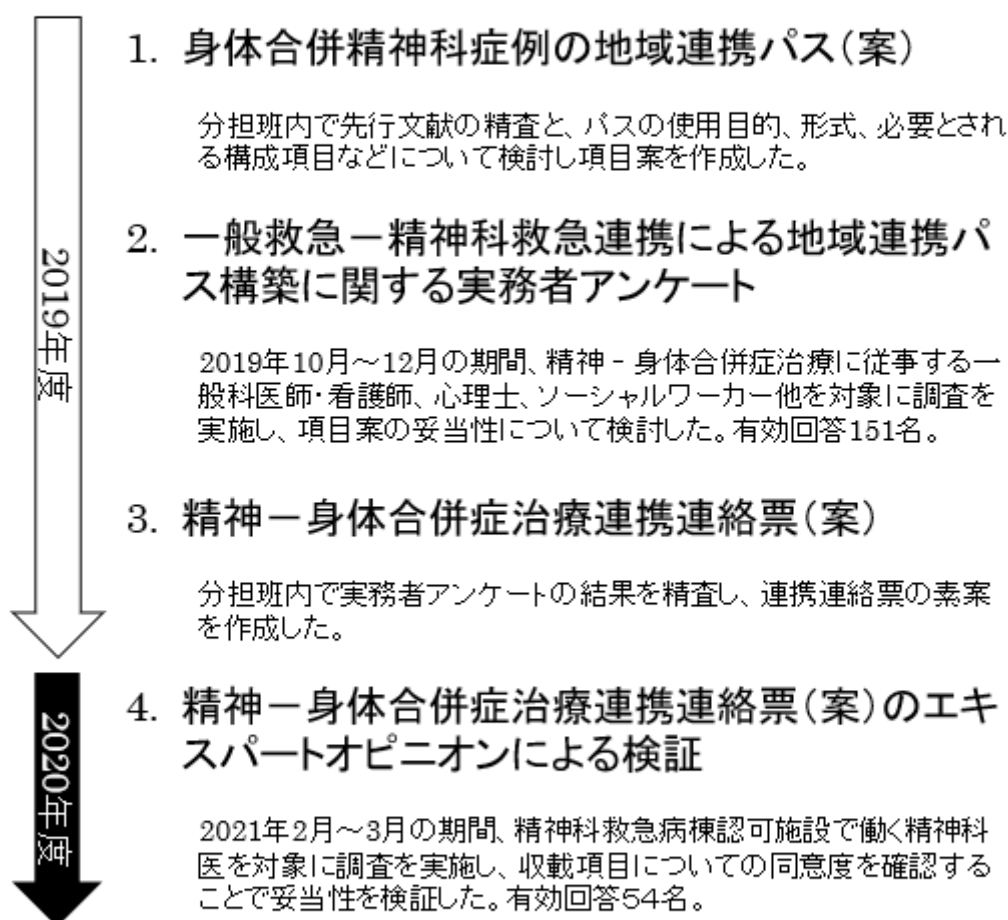 2019年度
1. 身体合併精神科症例の地域連携パス（案）
分担班内で先行文献の精査と、パスの使用目的、形式、必要とされ
る構成項目などについて検討し項目案を作成した。
2. 一般救急－精神科救急連携による地域連携パ
ス構築に関する実務者アンケート
2019年10月～12月の期間、精神‐身体合併症治療に従事する一
般科医師・看護師、心理士、ソーシャルワーカー他を対象に調査を
実施し、項目案の妥当性について検討した。有効回答151名。
3. 精神－身体合併症治療連携連絡票（案）
分担班内で実務者アンケートの結果を精査し、連携連絡票の素案
を作成した。
2020年度
4. 精神－身体合併症治療連携連絡票（案）のエキ
スパートオピニオンによる検証
2021年2月～3月の期間、精神科救急病棟認可施設で働く精神科
医を対象に調査を実施し、収載項目についての同意度を確認する
ことで妥当性を検証した。有効回答54名。